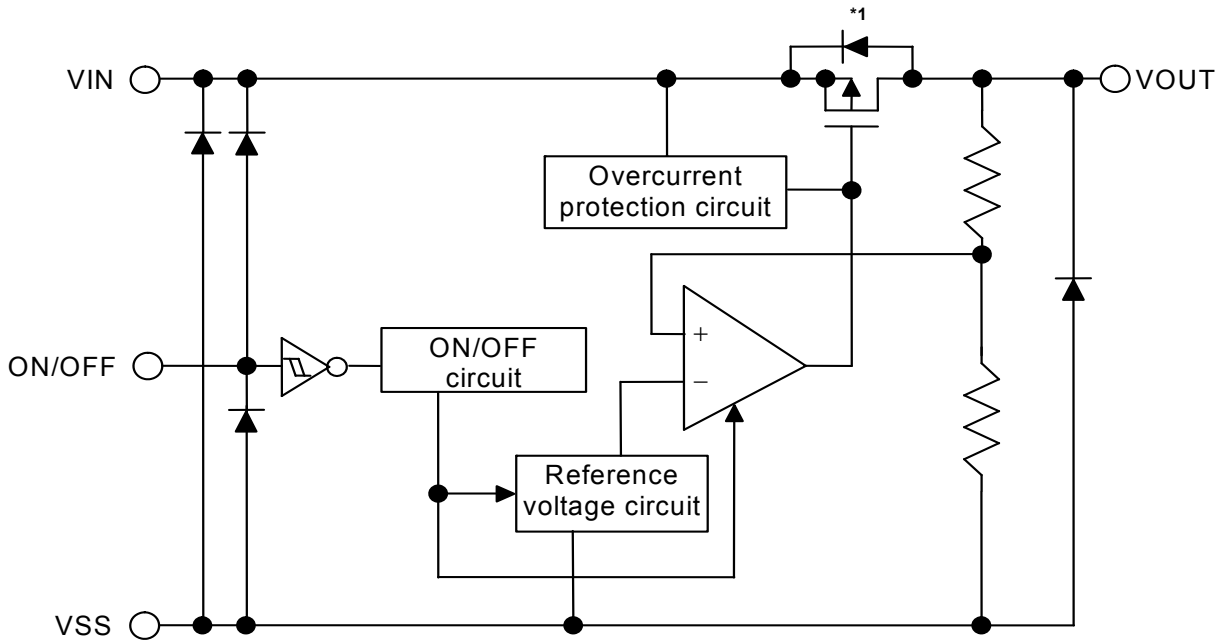 *1
VIN
VOUT
Overcurrent
protection circuit
+
−
ON/OFF
ON/OFF
circuit
Reference
voltage circuit
VSS